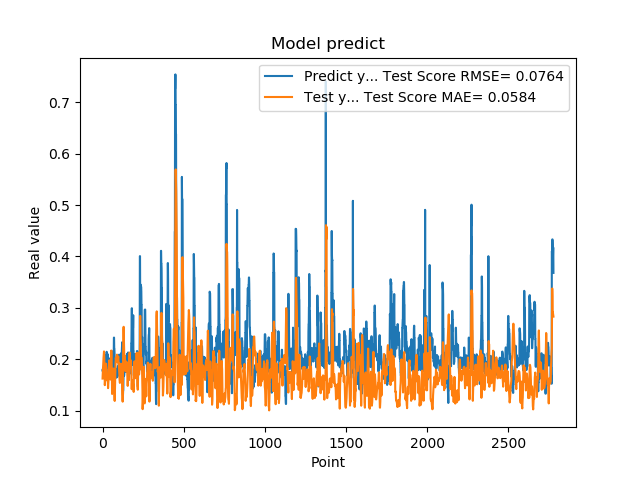 Model predict
Predict y... Test Score RMSE= 0.0764
Test y... Test Score MAE= 0.0584
Real value
0.7
0.6
0.5
0.4
0.3
0.2
0.1
0 500 1000 1500 2000 2500
Point